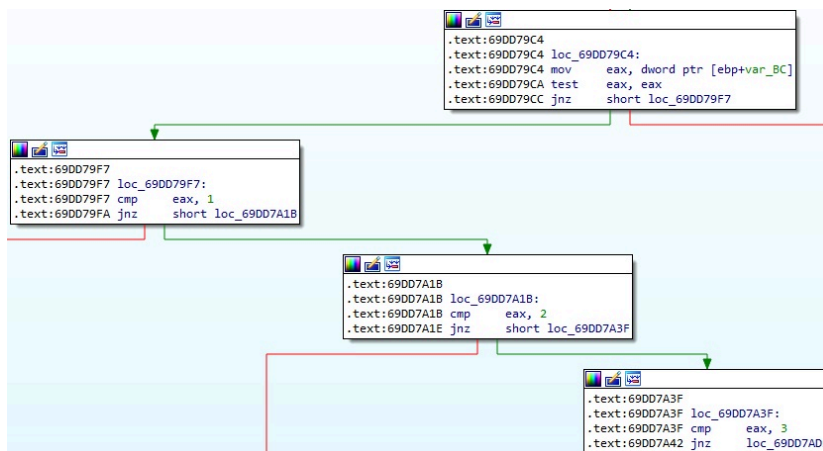 .text:69DD79C4
.text:69DD79C4 loc_69DD79C4:
.text:69DD79C4 mov eax, dword ptr [ebp+var_BC]
.text:69DD79CA test eax, eax
.text:69DD79CC jnz short loc_69DD79F7
.text:69DD79F7
.text:69DD79F7 loc_69DD79F7:
.text:69DD79F7 cmp eax, 1
.text:69DD79FA jnz short loc_69DD7A1B
.text:69DD7A1B
.text:69DD7A1B loc_69DD7A1B:
.text:69DD7A1B cmp eax, 2
.text:69DD7A1E jnz short loc_69DD7A3F
.text:69DD7A3F
.text:69DD7A3F loc_69DD7A3F:
.text:69DD7A3F cmp eax, 3
.text:69DD7A42 jnz loc_69DD7AD